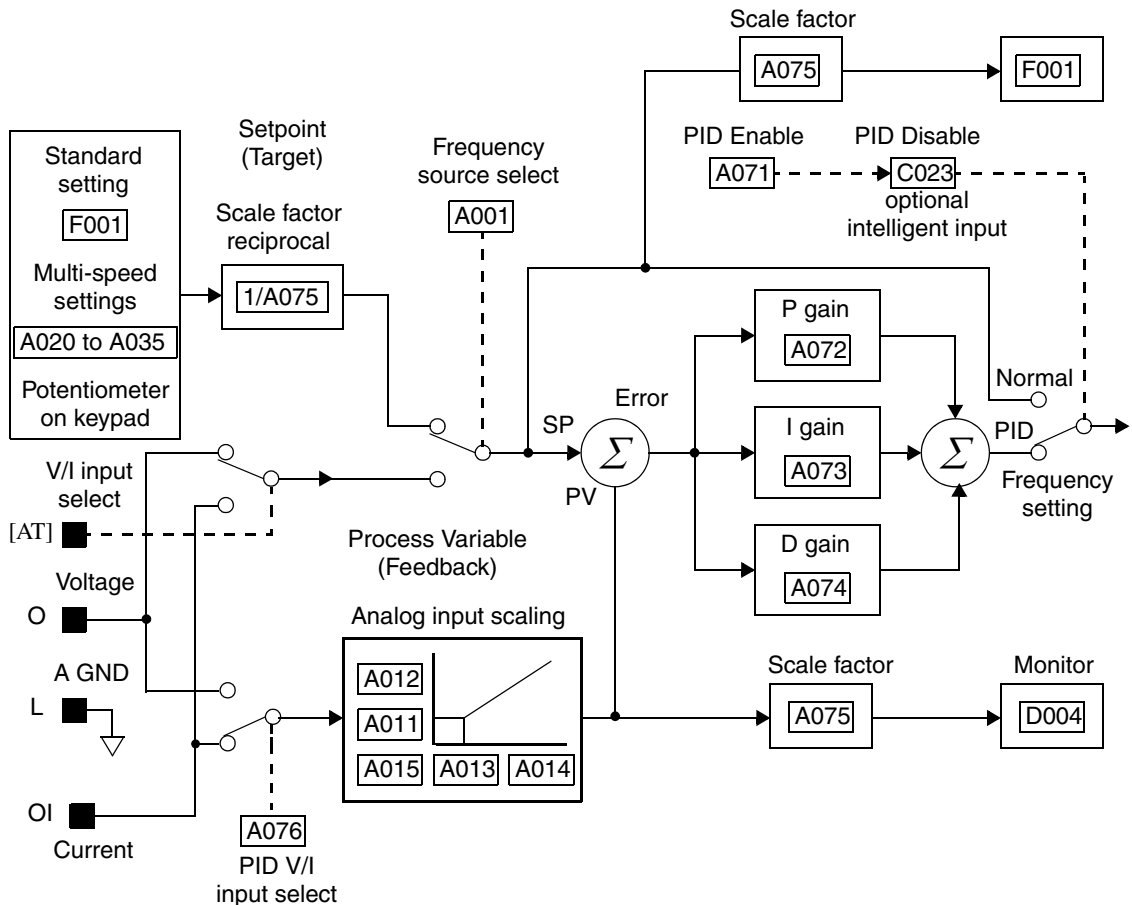 Scale factor
A075
F001
PID Enable
A071
PID Disable
C023
optional
intelligent input
Standard
setting
F001
Multi-speed
settings
A020 to A035
Potentiometer
on keypad
Setpoint
(Target)
Scale factor
reciprocal
1/A075
Frequency
source select
A001
P gain
A072
I gain
A073
D gain
A074
Error
SP
Σ
PV
Σ
Normal
PID
Frequency
setting
V/I input
select
[AT]
Voltage
O
A GND
L
OI
Current
Process Variable
(Feedback)
Analog input scaling
A012
A011
A015
A013
A014
A076
PID V/I
input select
Scale factor
A075
Monitor
D004